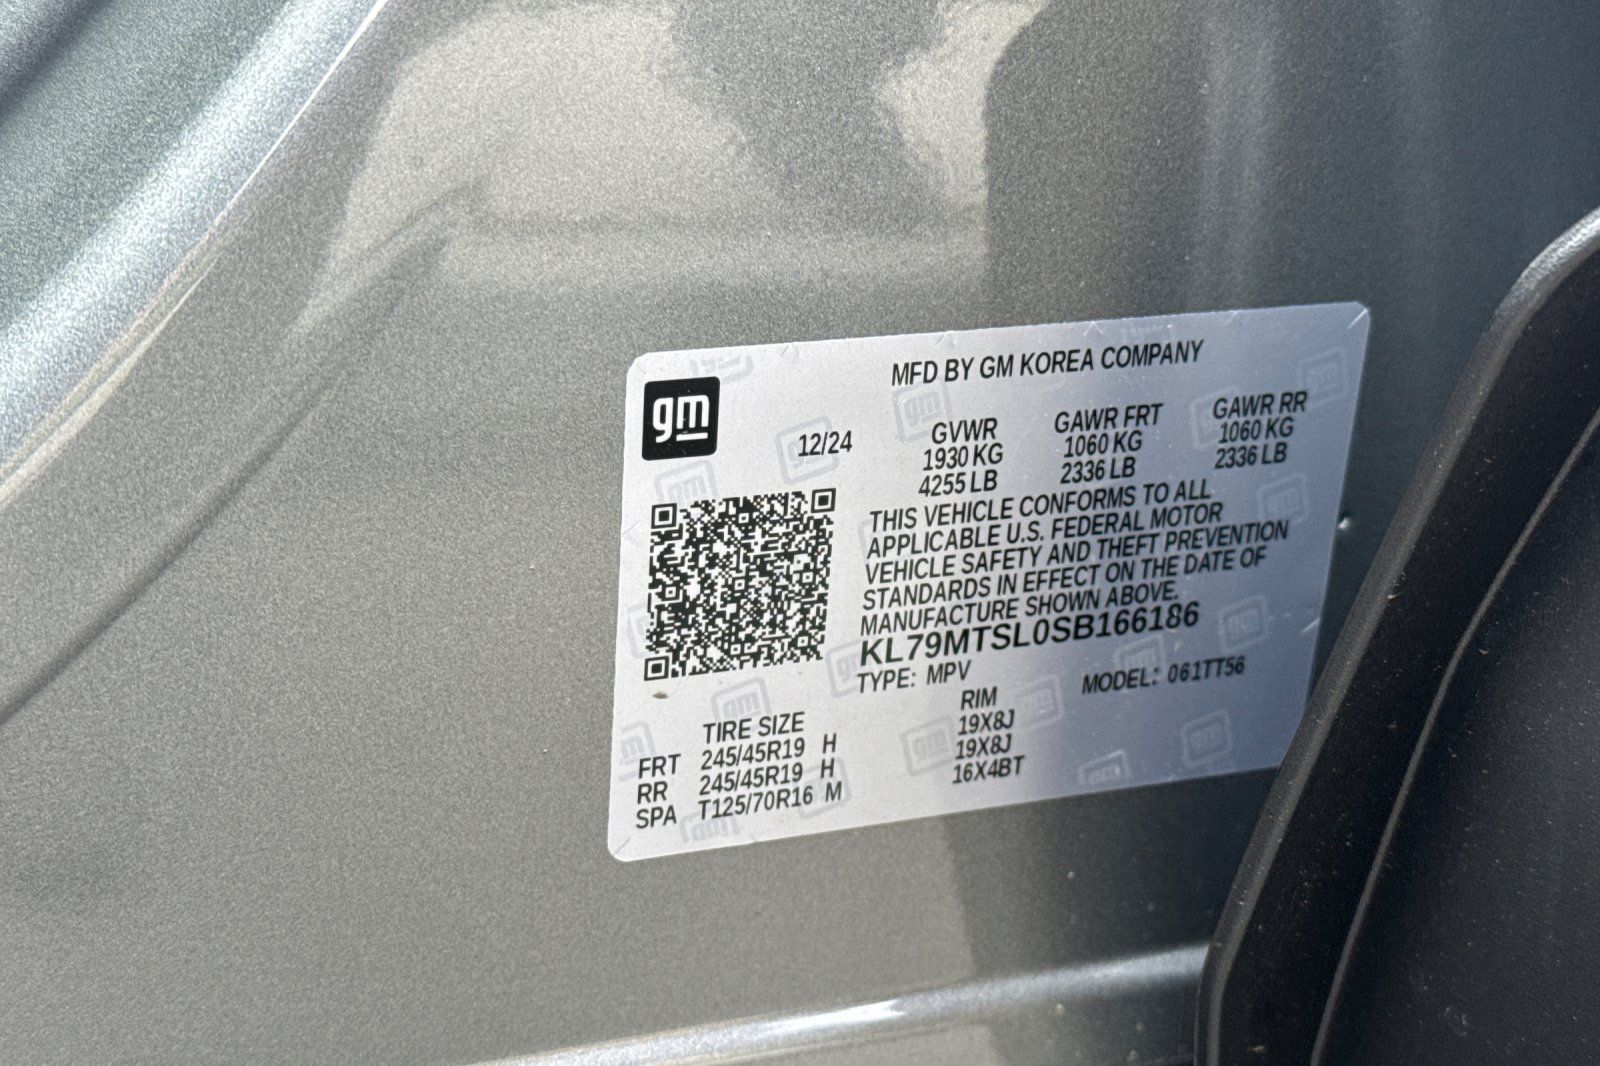 MFD BY GM KOREA COMPANY
gm
12/24
GVWR GAWR FRT GAWR RR
1930 KG 1060 KG 1060 KG
4255 LB 2336 LB 2336 LB
THIS VEHICLE CONFORMS TO ALL
APPLICABLE U.S. FEDERAL MOTOR
VEHICLE SAFETY AND THEFT PREVENTION
STANDARDS IN EFFECT ON THE DATE OF
MANUFACTURE SHOWN ABOVE.
KL79MTSL0SB166186
TYPE: MPV MODEL: 061TT56
TIRE SIZE RIM
FRT 245/45R19 H 19X8J
RR 245/45R19 H 19X8J
SPA T125/70R16 M 16X4BT